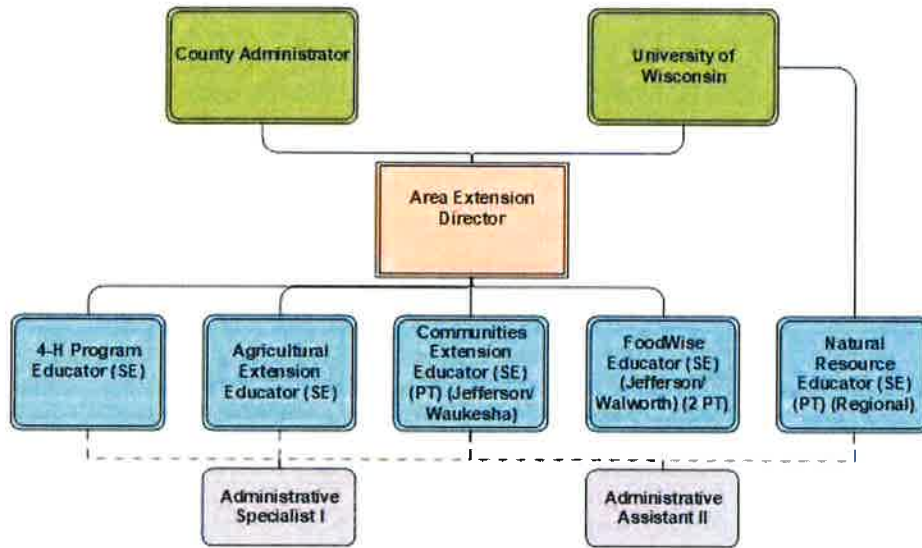 County Administrator
University of
Wisconsin
Area Extension
Director
4-H Program
Educator (SE)
Agricultural
Extension
Educator (SE)
Communities
Extension
Educator (SE)
(PT) (Jefferson/
Waukesha)
FoodWise
Educator (SE)
(Jefferson/
Walworth) (2 PT)
Natural
Resource
Educator (SE)
(PT) (Regional)
Administrative
Specialist I
Administrative
Assistant II